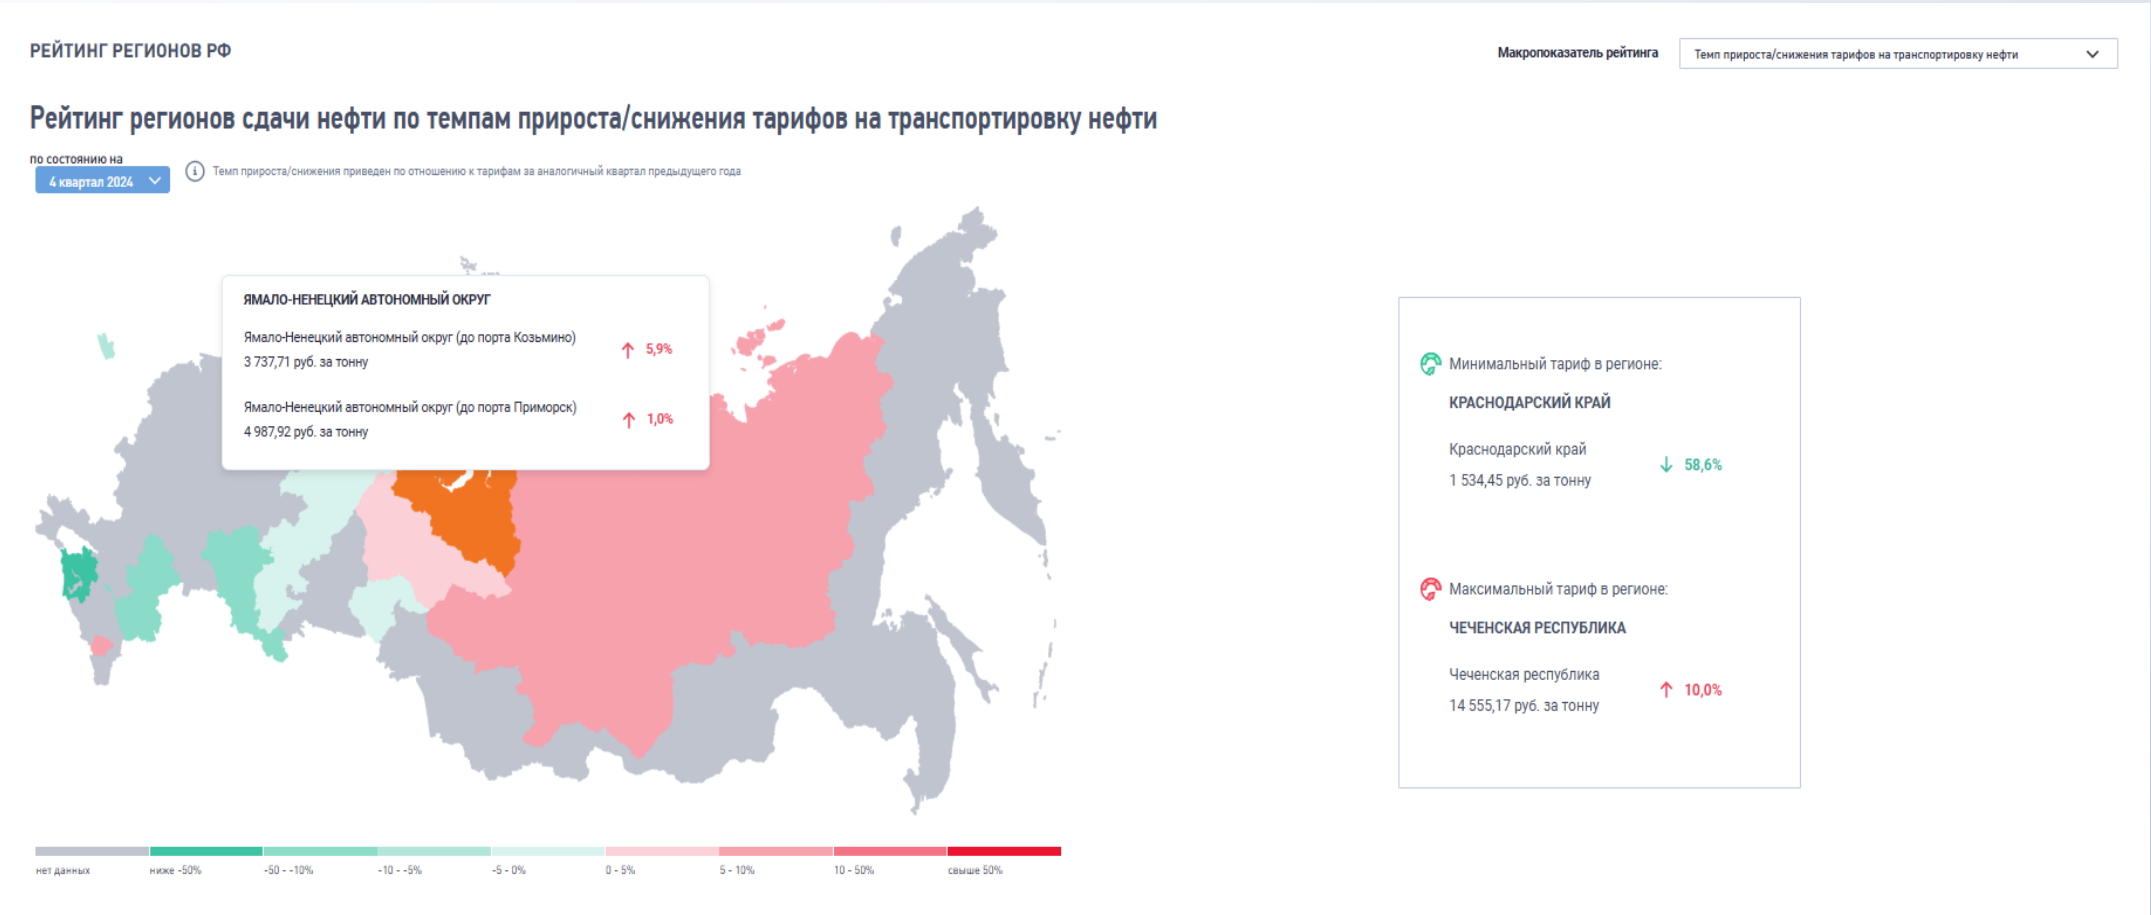 РЕЙТИНГ РЕГИОНОВ РФ
Макропоказатель рейтинга
Темп прироста/снижения тарифов на транспортировку нефти
Рейтинг регионов сдачи нефти по темпам прироста/снижения тарифов на транспортировку нефти
по состоянию на
4 квартал 2024
Темп прироста/снижения приведен по отношению к тарифам за аналогичный квартал предыдущего года
ЯМАЛО-НЕНЕЦКИЙ АВТОНОМНЫЙ ОКРУГ
Ямало-Ненецкий автономный округ (до порта Козьмино)
3 737,71 руб. за тонну
5,9%
Ямало-Ненецкий автономный округ (до порта Приморск)
4 987,92 руб. за тонну
1,0%
Минимальный тариф в регионе:
КРАСНОДАРСКИЙ КРАЙ
Краснодарский край
1 534,45 руб. за тонну
58,6%
Максимальный тариф в регионе:
ЧЕЧЕНСКАЯ РЕСПУБЛИКА
Чеченская республика
14 555,17 руб. за тонну
10,0%
нет данных
ниже -50%
-50 - -10%
-10 - -5%
-5 - 0%
0 - 5%
5 - 10%
10 - 50%
свыше 50%